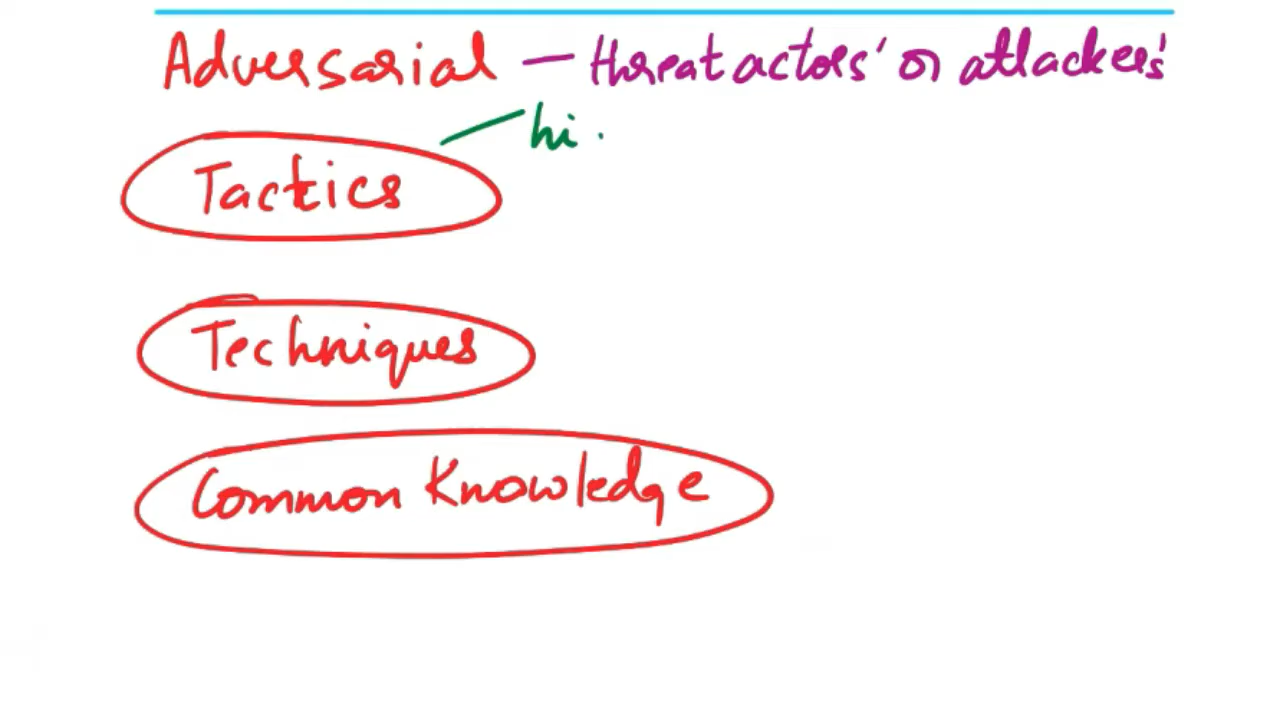 Adversarial - Threat actors' or attackers'
hi.
Tactics
Techniques
Common Knowledge